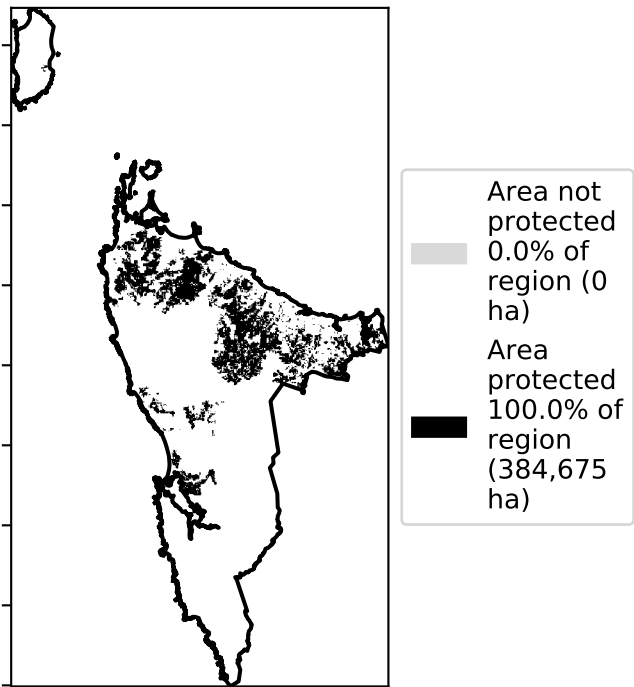 Area not
protected
0.0% of
region (0
ha)
Area
protected
100.0% of
region
(384,675
ha)